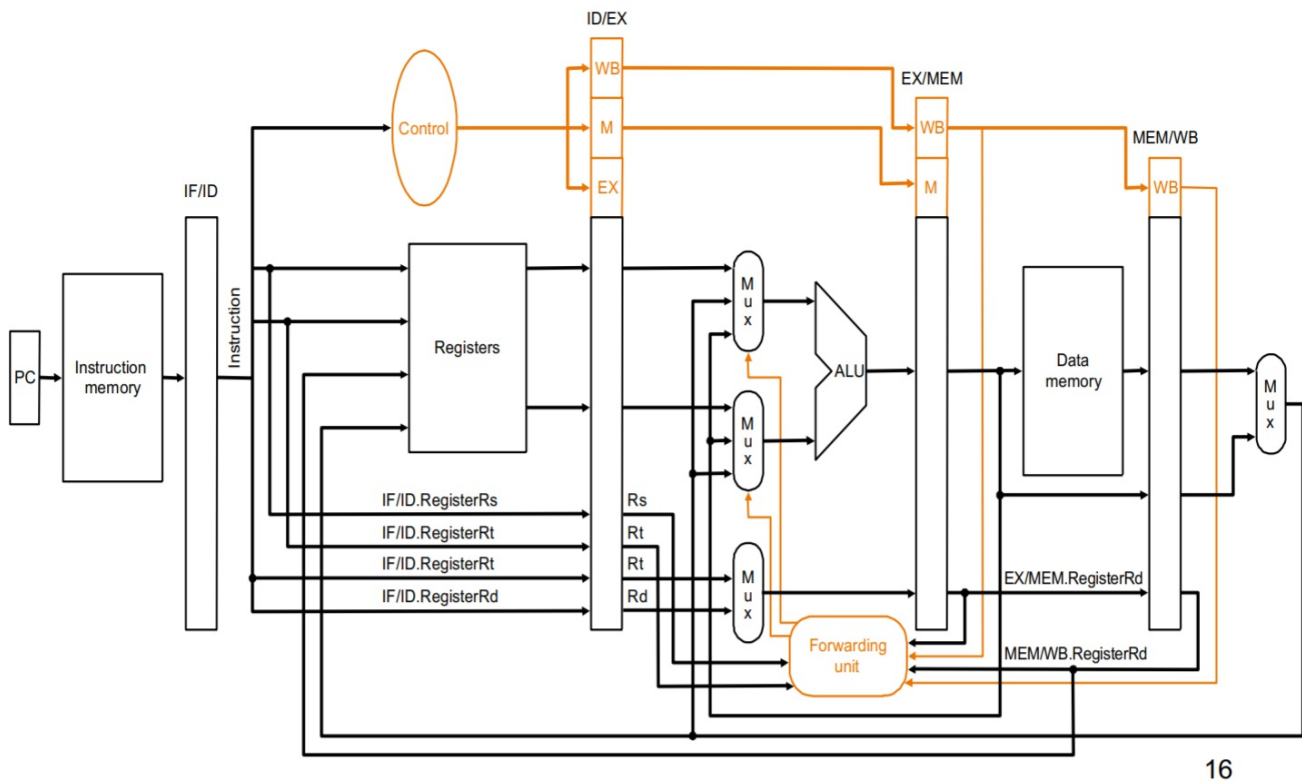 ID/EX
WB
EX/MEM
Control
M
WB
MEM/WB
IF/ID
EX
M
WB
Instruction
PC
Instruction
memory
Registers
M
u
x
ALU
Data
memory
M
u
x
M
u
x
IF/ID.RegisterRs
Rs
IF/ID.RegisterRt
Rt
IF/ID.RegisterRt
Rt
IF/ID.RegisterRd
Rd
M
u
x
EX/MEM.RegisterRd
Forwarding
unit
MEM/WB.RegisterRd
16